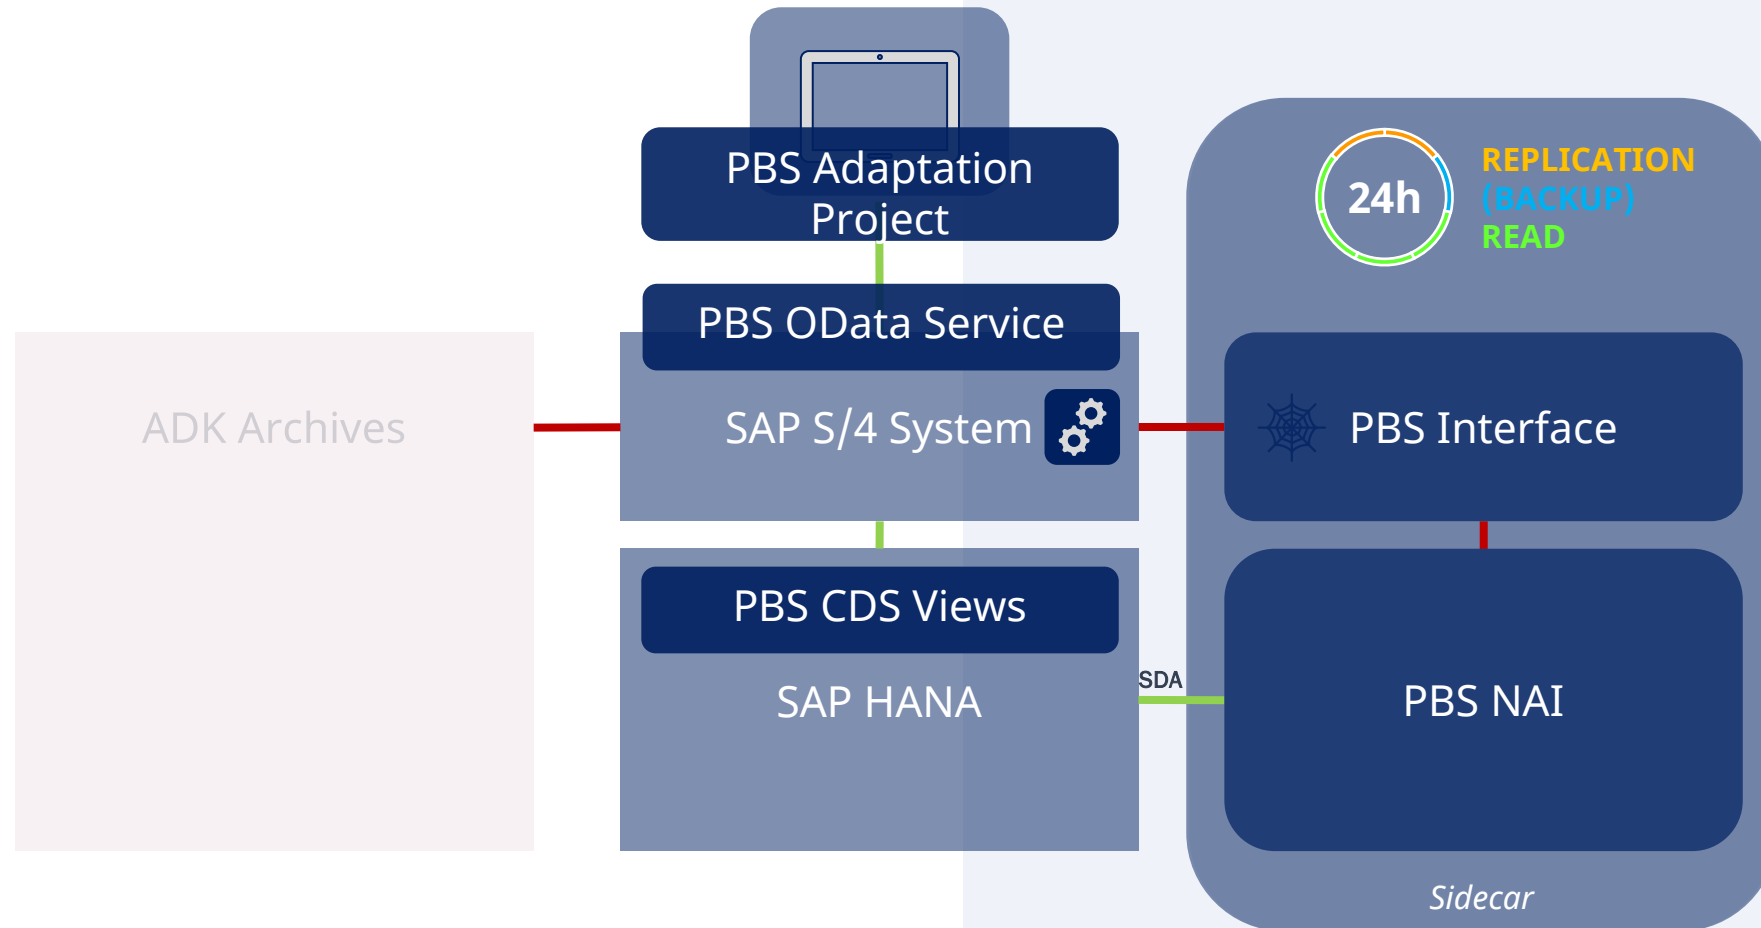 PBS Adaptation
Project
24h
REPLICATION
(BACKUP)
READ
PBS OData Service
ADK Archives
SAP S/4 System
PBS Interface
PBS CDS Views
SAP HANA
SDA
PBS NAI
Sidecar